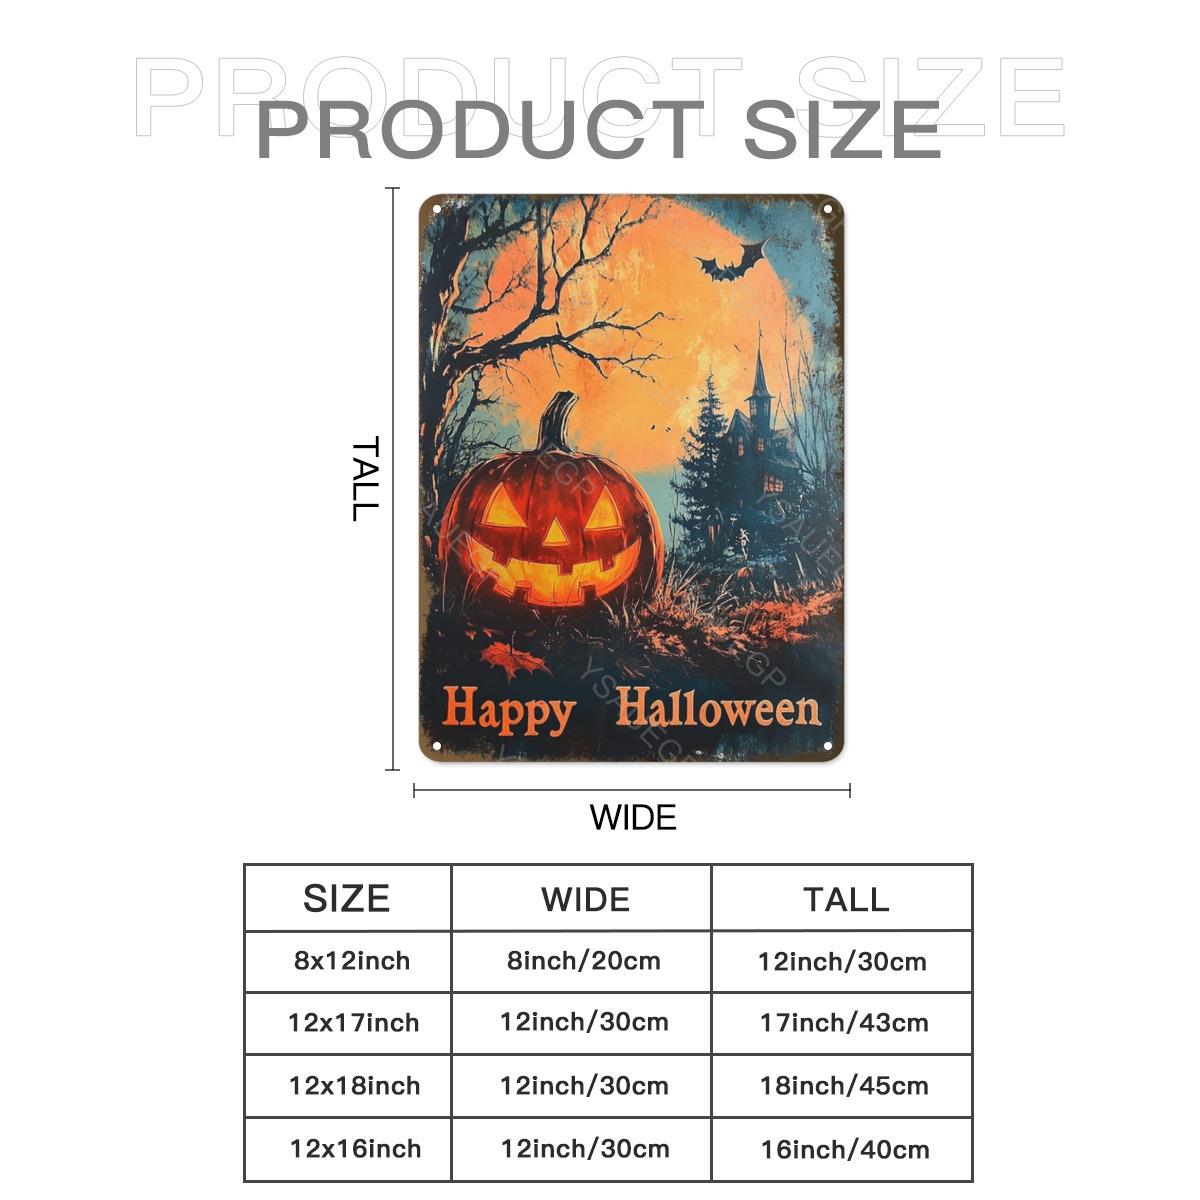 PRODUCT SIZE
PRODUCT SIZE
TALL
Happy Halloween
WIDE
SIZE WIDE TALL
8x12inch 8inch/20cm 12inch/30cm
12x17inch 12inch/30cm 17inch/43cm
12x18inch 12inch/30cm 18inch/45cm
12x16inch 12inch/30cm 16inch/40cm